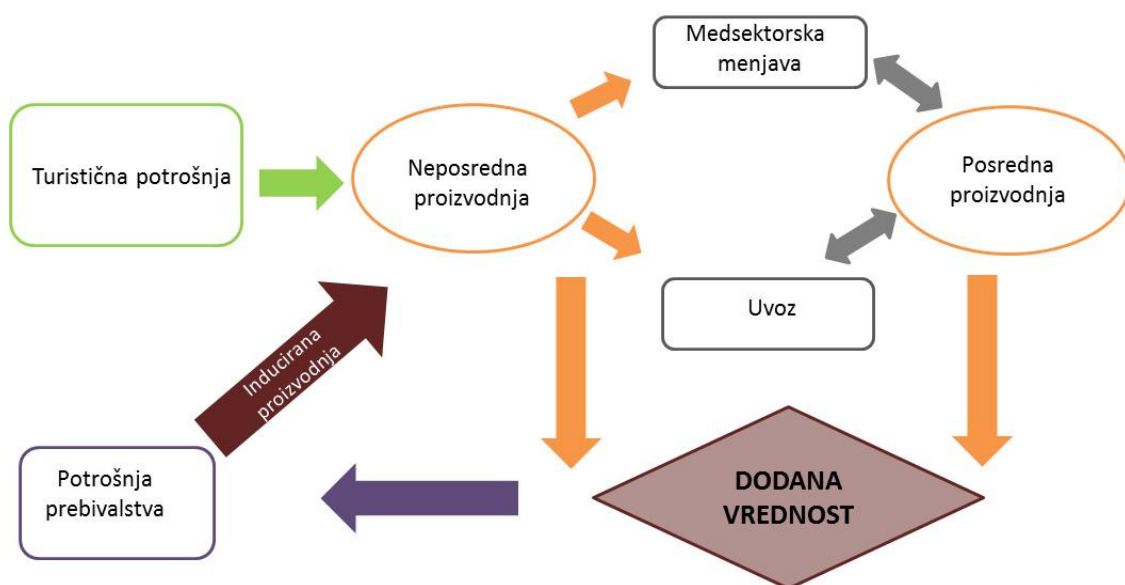 Medsektorska
menjava
Turistična potrošnja
Neposredna
proizvodnja
Posredna
proizvodnja
Uvoz
Inducirana
proizvodnja
Potrošnja
prebivalstva
DODANA
VREDNOST